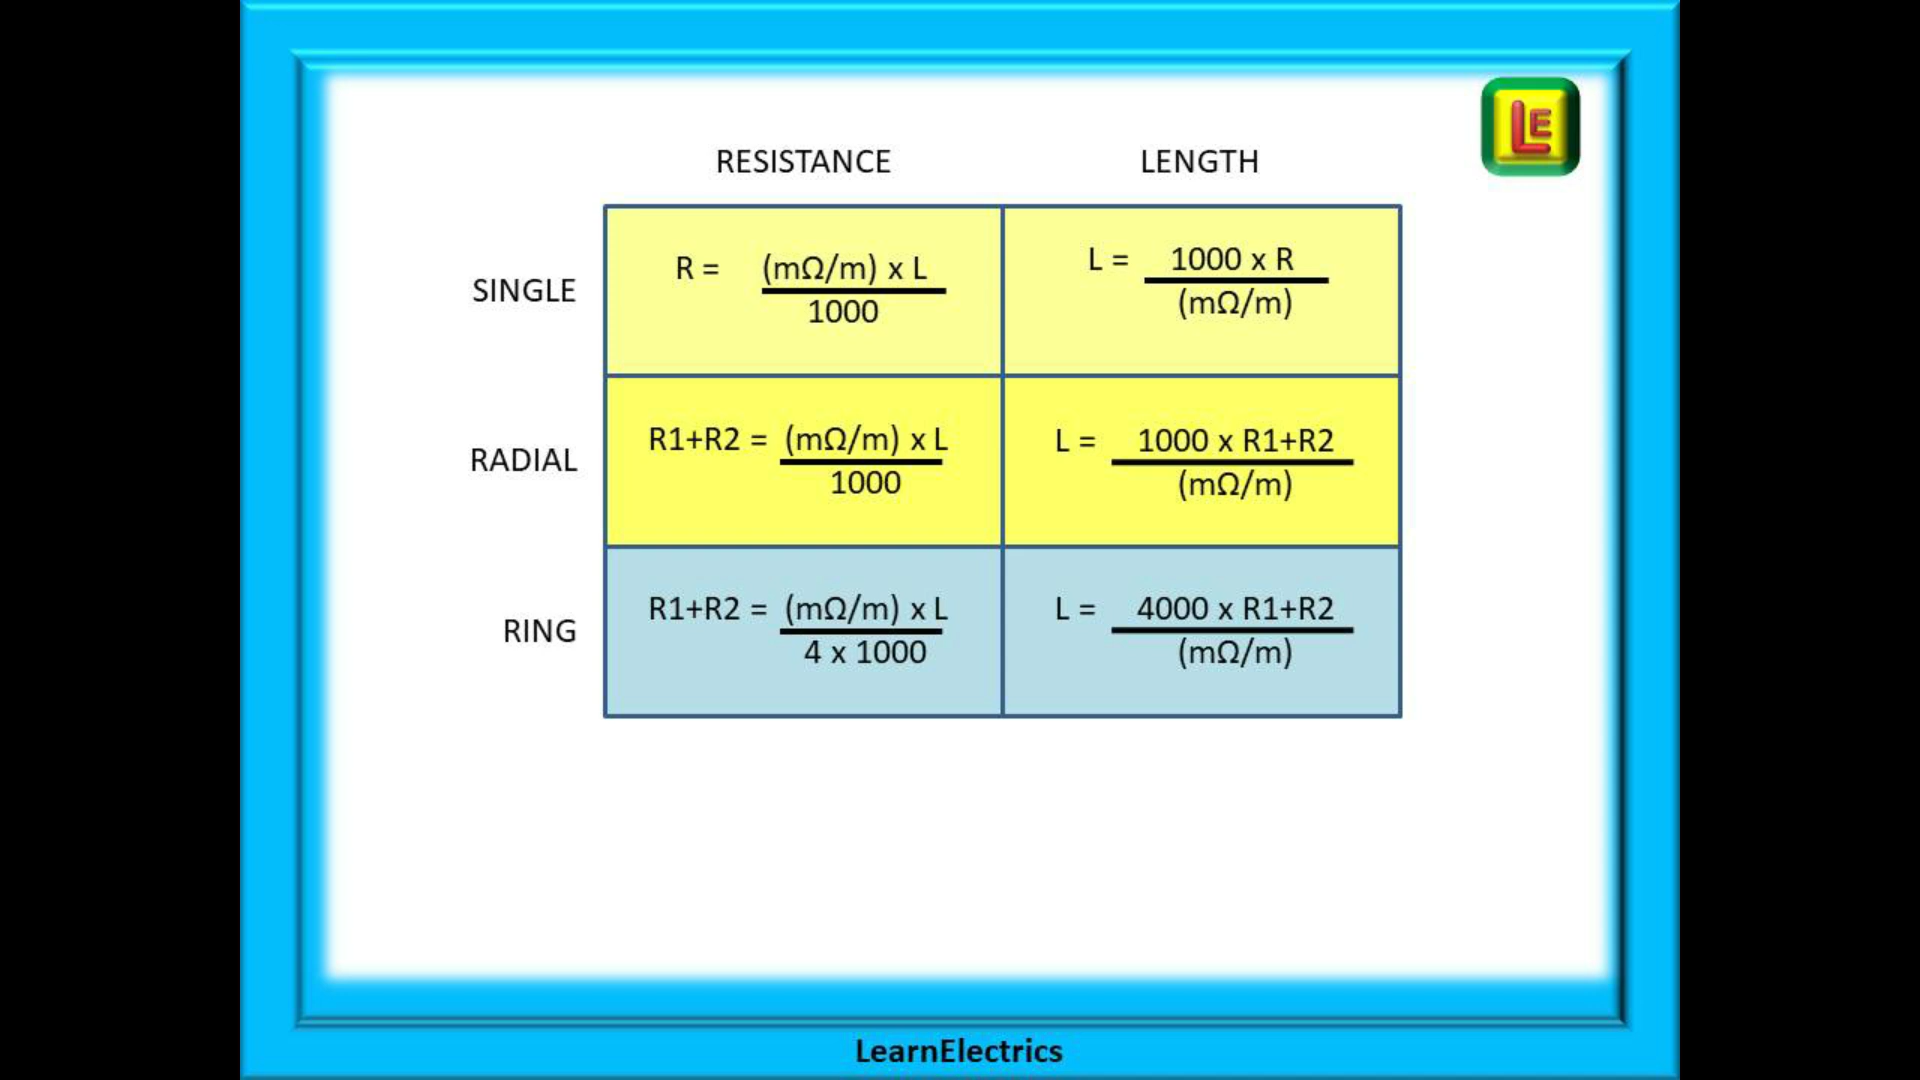 LE
RESISTANCE LENGTH
SINGLE R = (mΩ/m) x L L = 1000 x R
1000 (mΩ/m)
RADIAL R1+R2 = (mΩ/m) x L L = 1000 x R1+R2
1000 (mΩ/m)
RING R1+R2 = (mΩ/m) x L L = 4000 x R1+R2
4 x 1000 (mΩ/m)
LearnElectrics